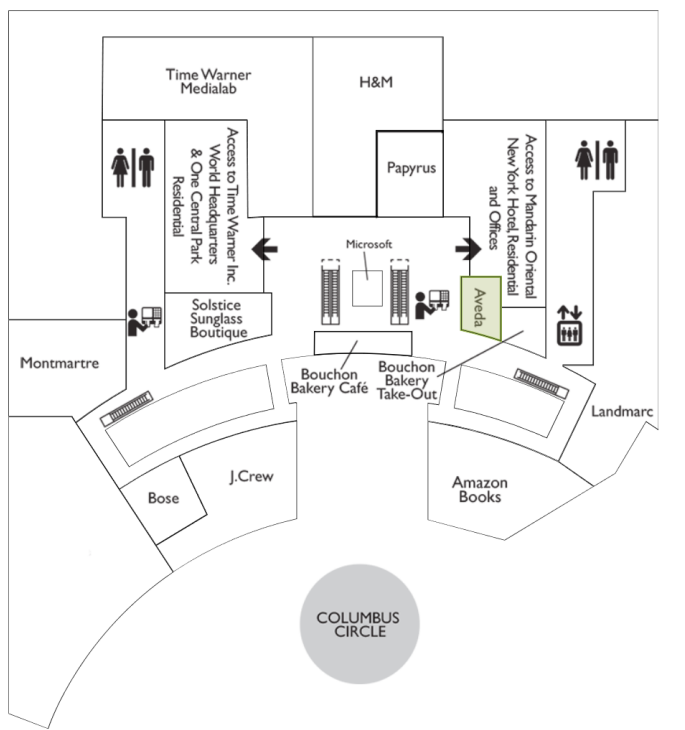 Time Warner
Medialab
H&M
Papyrus
Access to Time Warner Inc.
World Headquarters
& One Central Park
Residential
Access to Mandarin Oriental
New York Hotel, Residential
and Offices
Microsoft
Solstice
Sunglass
Boutique
Aveda
Montmartre
Bouchon
Bakery Café
Bouchon
Bakery
Take-Out
Landmarc
Bose
J.Crew
Amazon
Books
COLUMBUS
CIRCLE